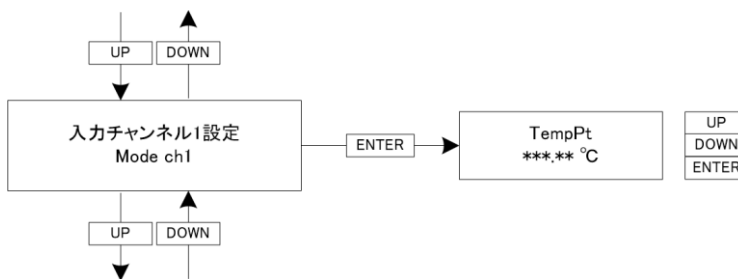 UP
DOWN
入力チャンネル1設定
Mode ch1
ENTER
TempPt
***.** ℃
UP
DOWN
ENTER
UP
DOWN